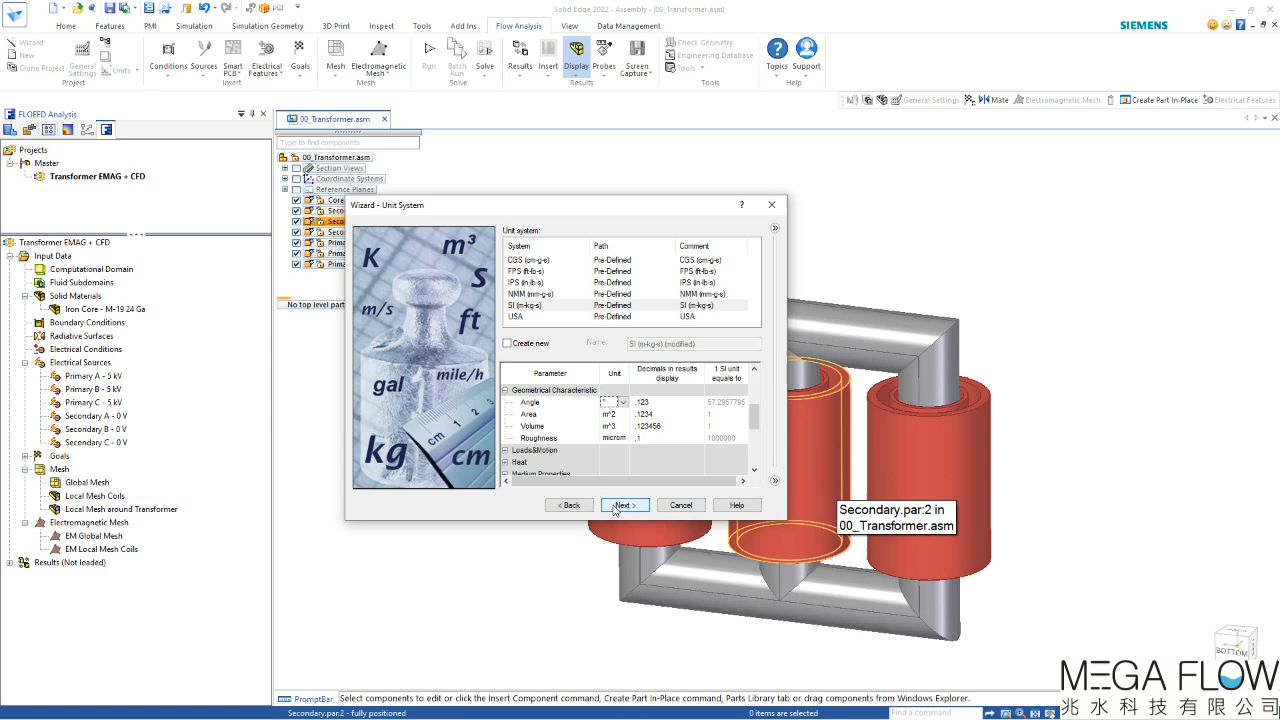 Solid Edge 2022 - Assembly - [00_Transformer.asm]
Home
Features
PMI
Simulation
Simulation Geometry
3D Print
Inspect
Tools
Add Ins
Flow Analysis
View
Data Management
SIEMENS
Wizard
New
Clone Project
General Settings
Units
Project
Conditions
Sources
Smart PCB
Electrical Features
Goals
Insert
Mesh
Electromagnetic Mesh
Mesh
Run
Batch Run
Solve
Solve
Results
Insert
Display
Probes
Screen Capture
Results
Check Geometry
Engineering Database
Tools
Tools
Topics
Support
Help
General Settings
Mate
Electromagnetic Mesh
Create Part In-Place
Electrical Features
FLOEFD Analysis
Projects
Master
Transformer EMAG + CFD
Transformer EMAG + CFD
Input Data
Computational Domain
Fluid Subdomains
Solid Materials
Iron Core - M-19 24 Ga
Boundary Conditions
Radiative Surfaces
Electrical Conditions
Electrical Sources
Primary A - 5 kV
Primary B - 5 kV
Primary C - 5 kV
Secondary A - 0 V
Secondary B - 0 V
Secondary C - 0 V
Goals
Mesh
Global Mesh
Local Mesh Coils
Local Mesh around Transformer
Electromagnetic Mesh
EM Global Mesh
EM Local Mesh Coils
Results (Not loaded)
00_Transformer.asm
Type to find components
00_Transformer.asm
Section Views
Coordinate Systems
Reference Planes
Core
Seco
Seco
Seco
Prima
Prima
Prima
No top level part
Wizard - Unit System
?
K m³
S
m/s ft
gal mile/h
kg cm
cm 1 2 3
Unit system:
System Path Comment
CGS (cm-g-s) Pre-Defined CGS (cm-g-s)
FPS (ft-lb-s) Pre-Defined FPS (ft-lb-s)
IPS (in-lb-s) Pre-Defined IPS (in-lb-s)
NMM (mm-g-s) Pre-Defined NMM (mm-g-s)
SI (m-kg-s) Pre-Defined SI (m-kg-s)
USA Pre-Defined USA
Create new Name: SI (m-kg-s) (modified)
Parameter Unit Decimals in results display 1 SI unit equals to
Geometrical Characteristic
Angle ° .123 57.2957795
Area m^2 .1234 1
Volume m^3 .123456 1
Roughness microm .1 1000000
Loads&Motion
Heat
Medium Properties
< Back Next > Cancel Help
Secondary.par:2 in
00_Transformer.asm
BOTTOM
MEGA FLOW
兆水科技有限公司
PromptBar Select components to edit or click the Insert Component command, Create Part In-Place command, Parts Library tab or drag components from Windows Explorer.
Secondary.par:2 - fully positioned 0 items are selected Find a command